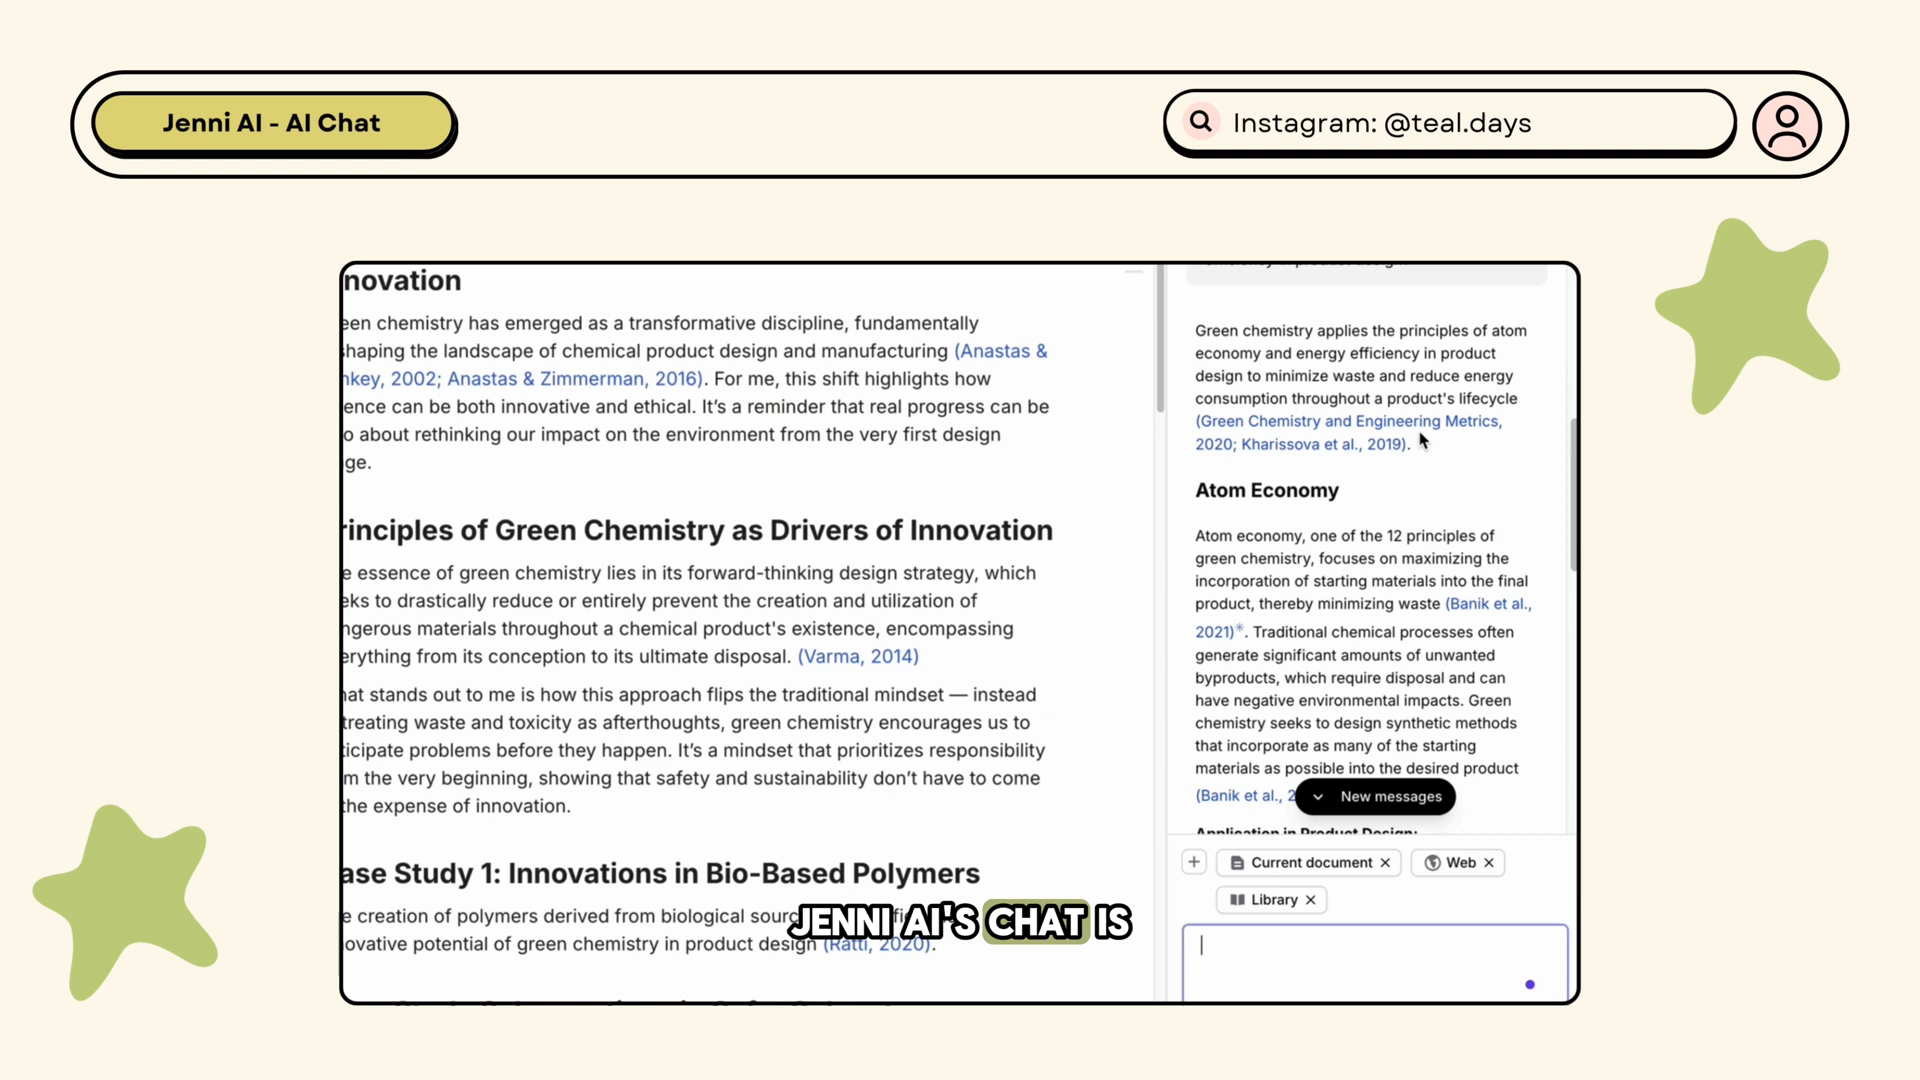 Jenni AI - AI Chat
Instagram: @teal.days
novation
een chemistry has emerged as a transformative discipline, fundamentally
shaping the landscape of chemical product design and manufacturing (Anastas &
nkey, 2002; Anastas & Zimmerman, 2016). For me, this shift highlights how
ence can be both innovative and ethical. It’s a reminder that real progress can be
o about rethinking our impact on the environment from the very first design
ge.
rinciples of Green Chemistry as Drivers of Innovation
e essence of green chemistry lies in its forward-thinking design strategy, which
eks to drastically reduce or entirely prevent the creation and utilization of
ngerous materials throughout a chemical product's existence, encompassing
erything from its conception to its ultimate disposal. (Varma, 2014)
hat stands out to me is how this approach flips the traditional mindset — instead
treating waste and toxicity as afterthoughts, green chemistry encourages us to
ticipate problems before they happen. It’s a mindset that prioritizes responsibility
m the very beginning, showing that safety and sustainability don’t have to come
the expense of innovation.
ase Study 1: Innovations in Bio-Based Polymers
e creation of polymers derived from biological sourc
ovative potential of green chemistry in product design (Ratti, 2020).
JENNI AI'S CHAT IS
Green chemistry applies the principles of atom
economy and energy efficiency in product
design to minimize waste and reduce energy
consumption throughout a product's lifecycle
(Green Chemistry and Engineering Metrics,
2020; Kharissova et al., 2019).
Atom Economy
Atom economy, one of the 12 principles of
green chemistry, focuses on maximizing the
incorporation of starting materials into the final
product, thereby minimizing waste (Banik et al.,
2021)*. Traditional chemical processes often
generate significant amounts of unwanted
byproducts, which require disposal and can
have negative environmental impacts. Green
chemistry seeks to design synthetic methods
that incorporate as many of the starting
materials as possible into the desired product
(Banik et al., 2
New messages
Application in Product Design:
Current document
Web
Library